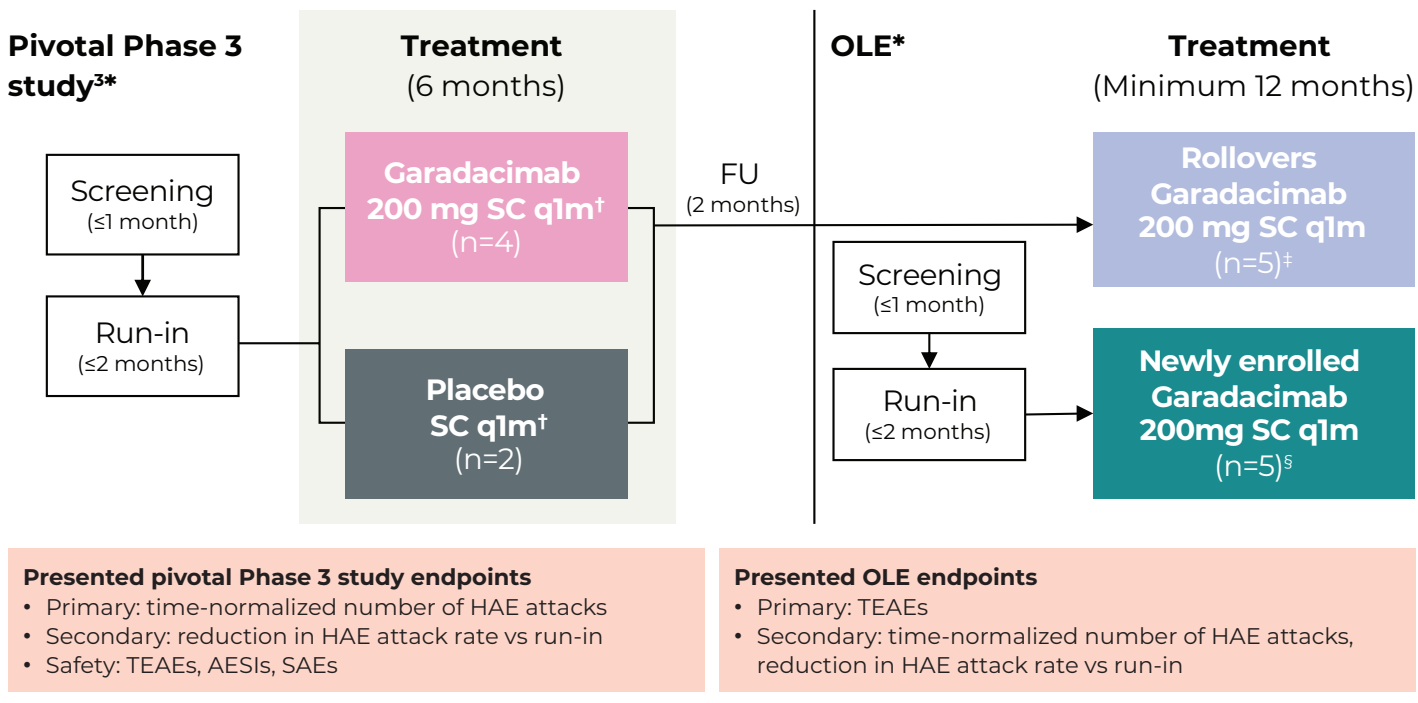 Pivotal Phase 3
study³*
Treatment
(6 months)
OLE*
Treatment
(Minimum 12 months)
Screening
(≤1 month)
Run-in
(≤2 months)
Garadacimab
200 mg SC q1m†
(n=4)
Placebo
SC q1m†
(n=2)
FU
(2 months)
Rollovers
Garadacimab
200 mg SC q1m
(n=5)‡
Screening
(≤1 month)
Run-in
(≤2 months)
Newly enrolled
Garadacimab
200mg SC q1m
(n=5)§
Presented pivotal Phase 3 study endpoints
• Primary: time-normalized number of HAE attacks
• Secondary: reduction in HAE attack rate vs run-in
• Safety: TEAEs, AESIs, SAEs
Presented OLE endpoints
• Primary: TEAEs
• Secondary: time-normalized number of HAE attacks,
reduction in HAE attack rate vs run-in